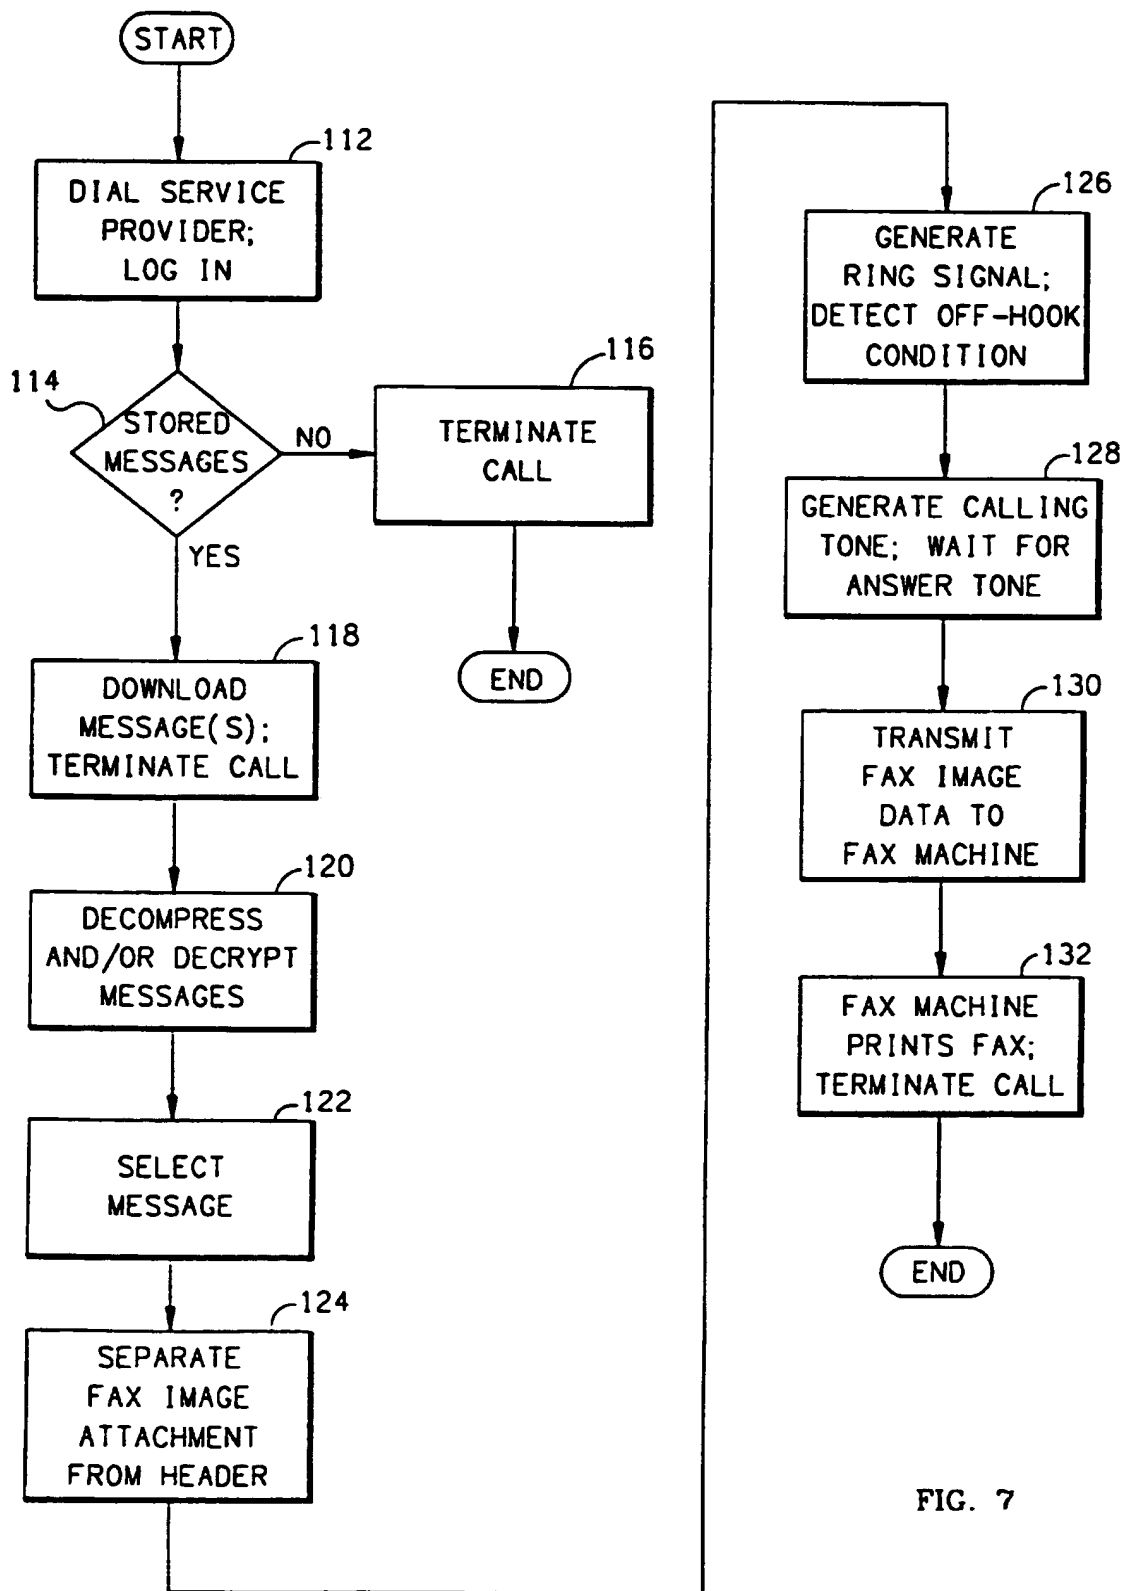 START
112
DIAL SERVICE
PROVIDER;
LOG IN
114
STORED
MESSAGES
?
NO
YES
116
TERMINATE
CALL
END
118
DOWNLOAD
MESSAGE(S);
TERMINATE CALL
120
DECOMPRESS
AND/OR DECRYPT
MESSAGES
122
SELECT
MESSAGE
124
SEPARATE
FAX IMAGE
ATTACHMENT
FROM HEADER
126
GENERATE
RING SIGNAL;
DETECT OFF-HOOK
CONDITION
128
GENERATE CALLING
TONE; WAIT FOR
ANSWER TONE
130
TRANSMIT
FAX IMAGE
DATA TO
FAX MACHINE
132
FAX MACHINE
PRINTS FAX;
TERMINATE CALL
END
FIG. 7